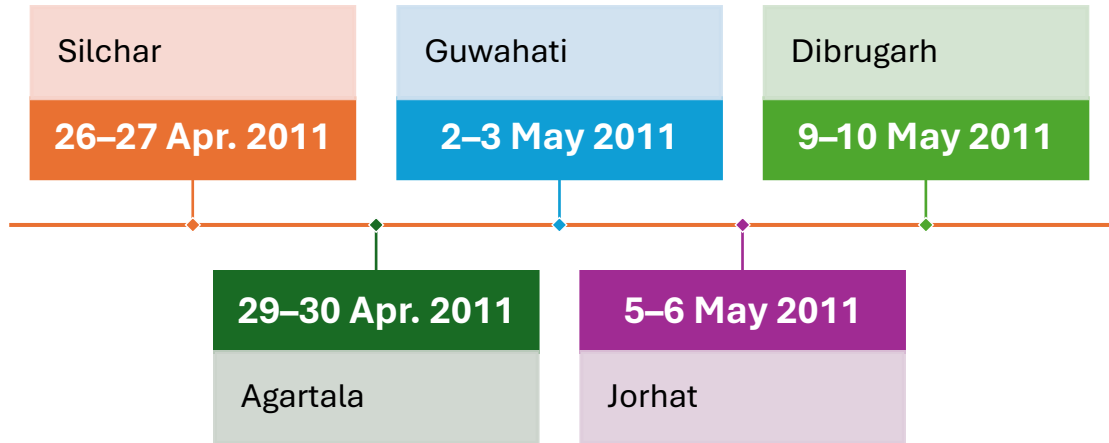 Silchar
26–27 Apr. 2011
Guwahati
2–3 May 2011
Dibrugarh
9–10 May 2011
29–30 Apr. 2011
Agartala
5–6 May 2011
Jorhat